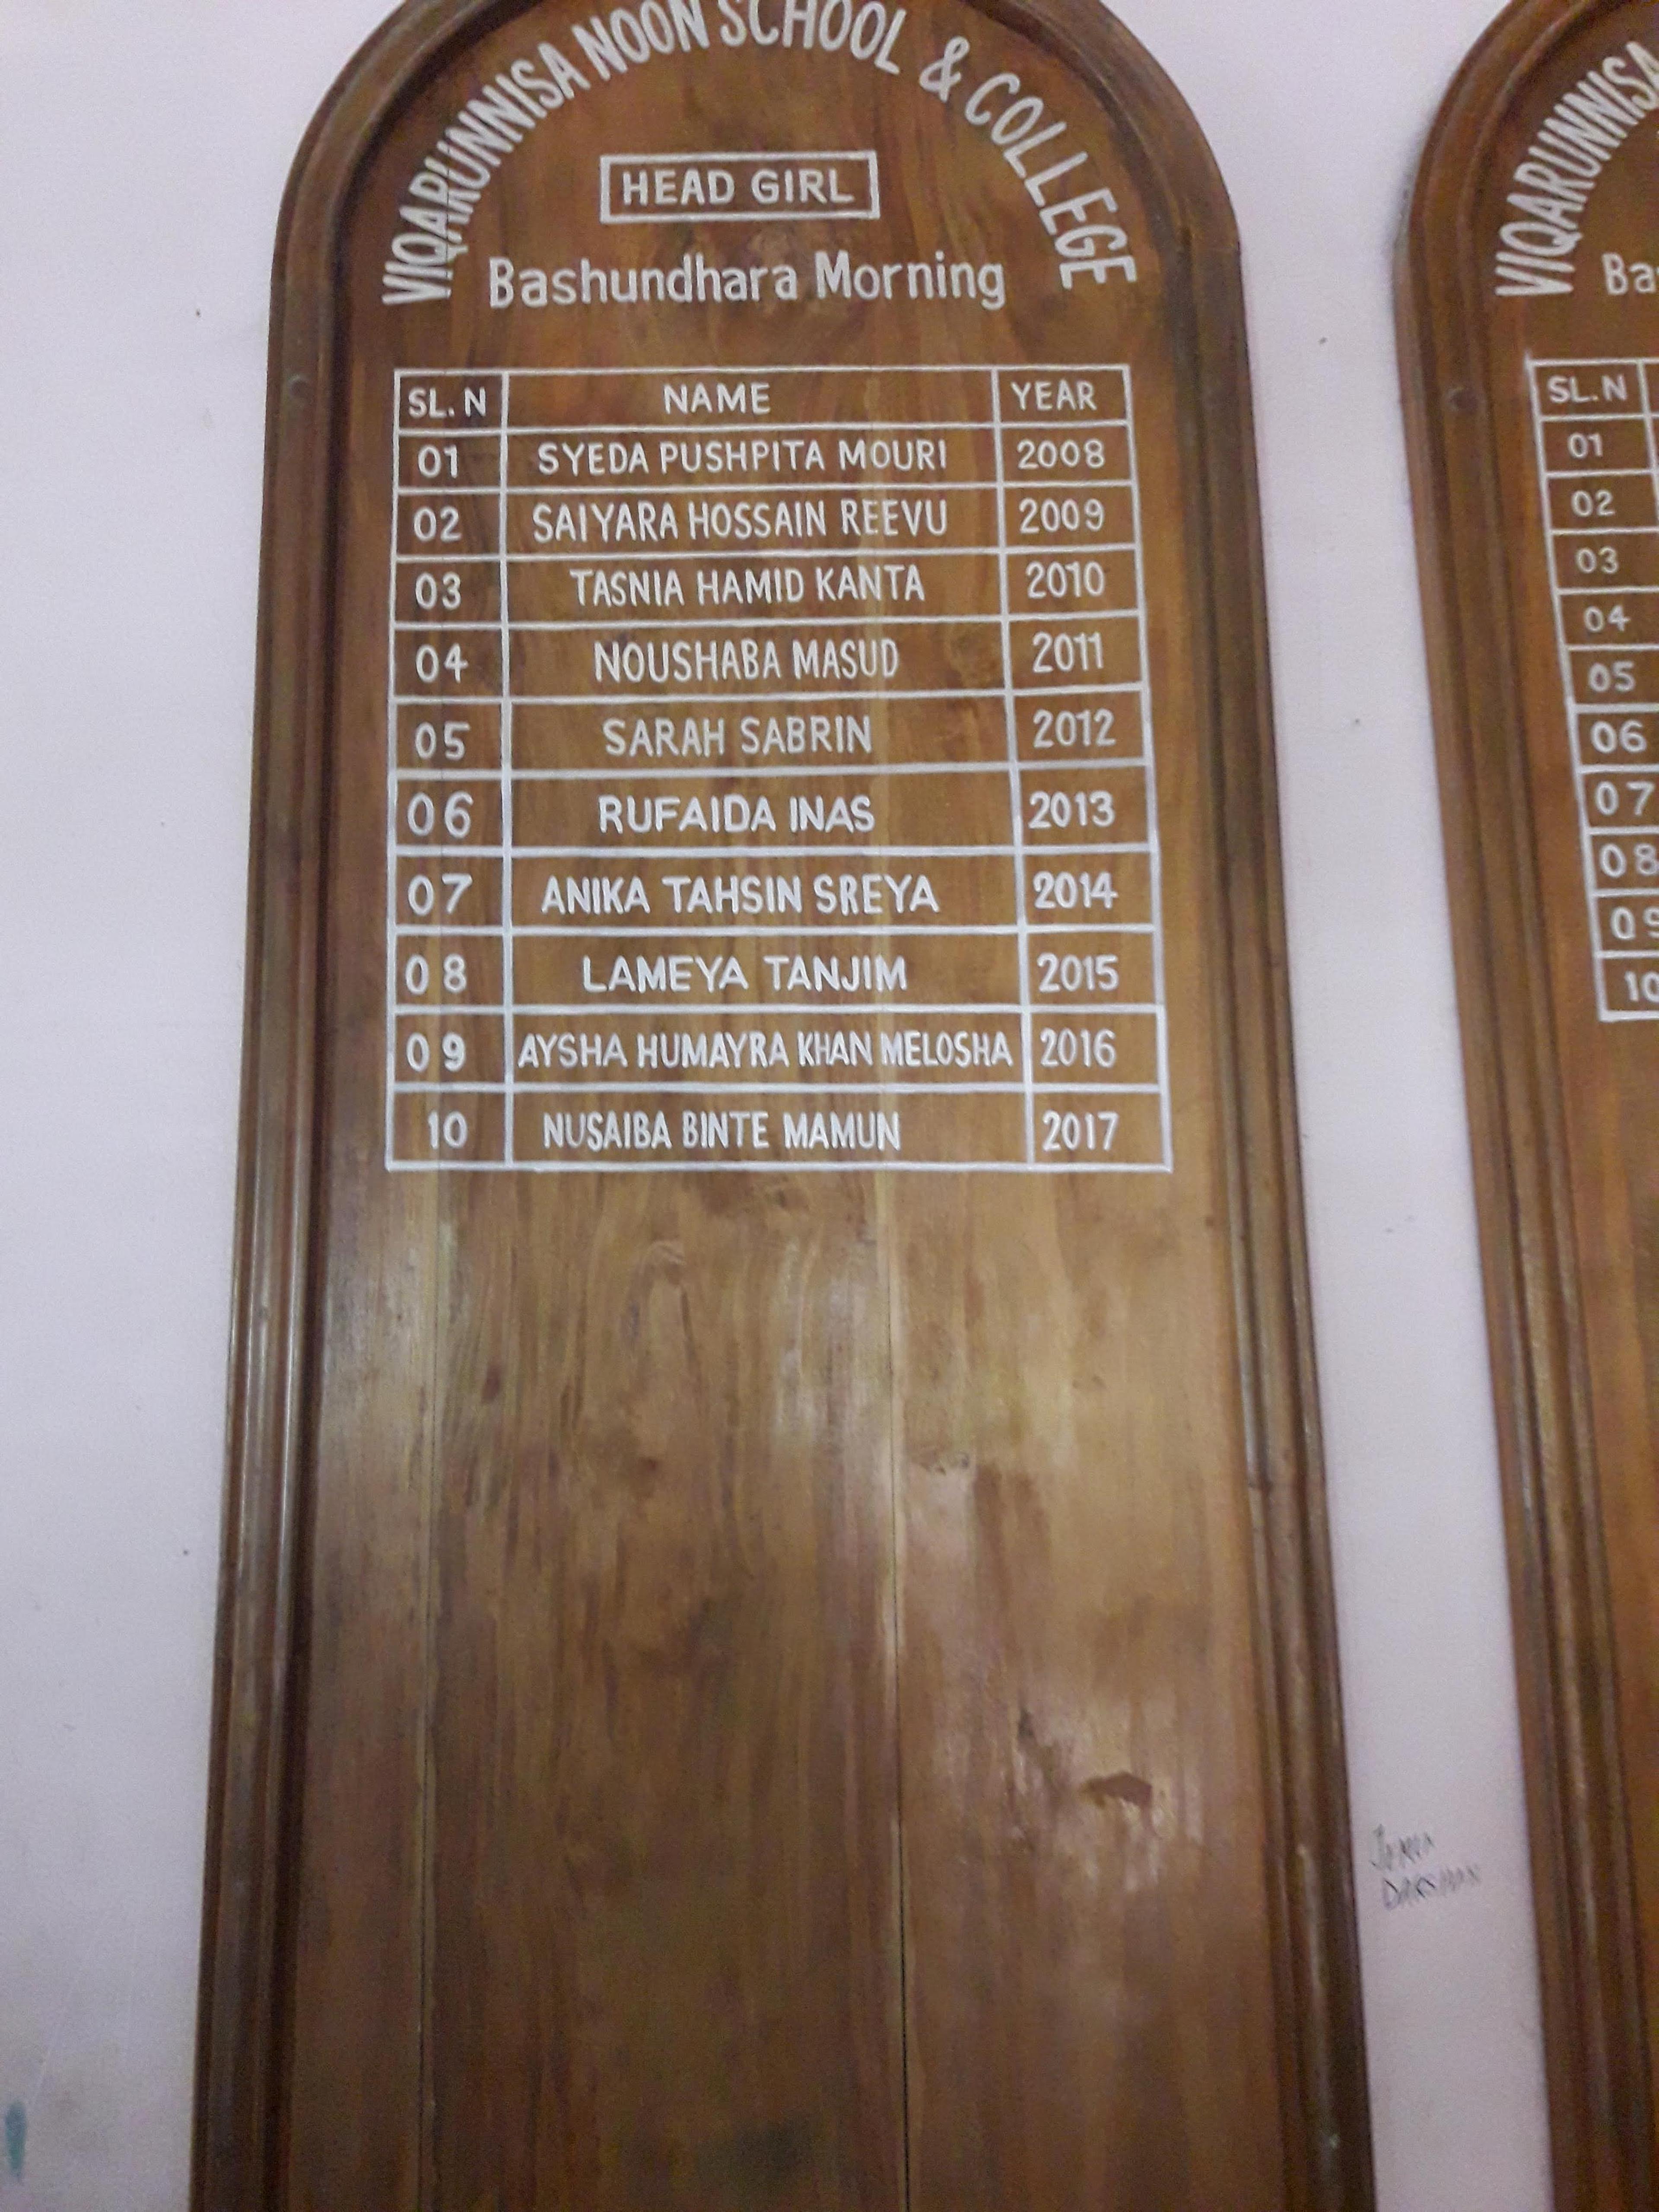 VIQARUNNISA NOON SCHOOL & COLLEGE
HEAD GIRL
Bashundhara Morning
SL. N NAME YEAR
01 SYEDA PUSHPITA MOURI 2008
02 SAIYARA HOSSAIN REEVU 2009
03 TASNIA HAMID KANTA 2010
04 NOUSHABA MASUD 2011
05 SARAH SABRIN 2012
06 RUFAIDA INAS 2013
07 ANIKA TAHSIN SREYA 2014
08 LAMEYA TANJIM 2015
09 AYSHA HUMAYRA KHAN MELOSHA 2016
10 NUSAIBA BINTE MAMUN 2017
VIQARUNNISA
Ba
SL. N
01
02
03
04
05
06
07
08
09
10